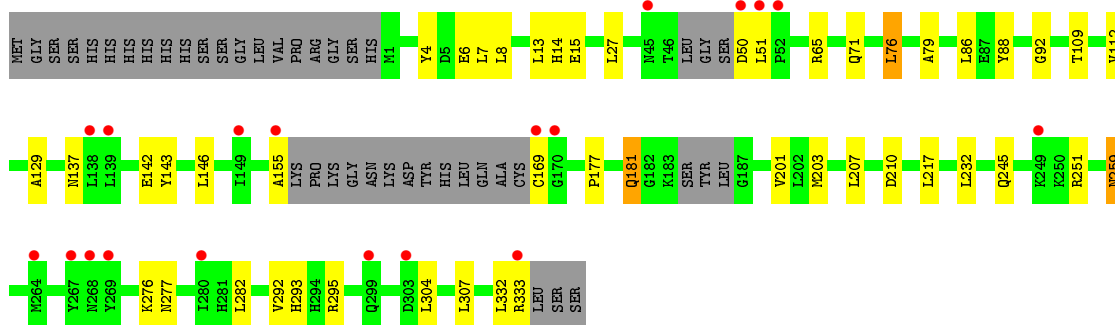 MET GLY SER SER HIS HIS HIS HIS HIS HIS SER SER GLY LEU VAL PRO ARG GLY SER HIS M1 Y4 D5 E6 L7 L8 L13 H14 E15 L27 N45 T46 LEU GLY SER D50 L51 P52 R65 Q71 L76 A79 L86 E87 Y88 G92 T109 V112
A129 N137 L138 L139 E142 Y143 L146 I149 A155 LYS PRO LYS GLY ASN LYS ASP TYR HIS LEU GLN ALA CYS C169 G170 P177 Q181 G182 K183 SER TYR LEU G187 V201 L202 M203 L207 D210 L217 L232 Q245 K249 K250 R251
M264 Y267 N268 Y269 K276 N277 I280 H281 L282 V292 H293 H294 R295 Q299 D303 L304 L307 L332 R333 LEU SER SER